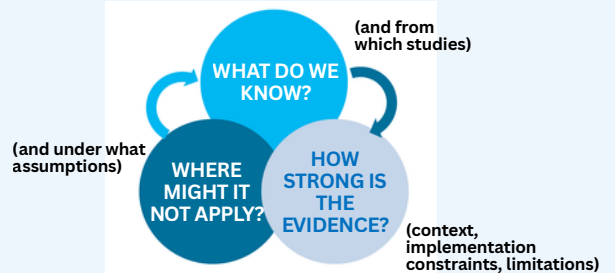 (and from
which studies)
WHAT DO WE
KNOW?
(and under what
assumptions)
WHERE
MIGHT IT
NOT APPLY?
HOW
STRONG IS
THE
EVIDENCE?
(context,
implementation
constraints, limitations)